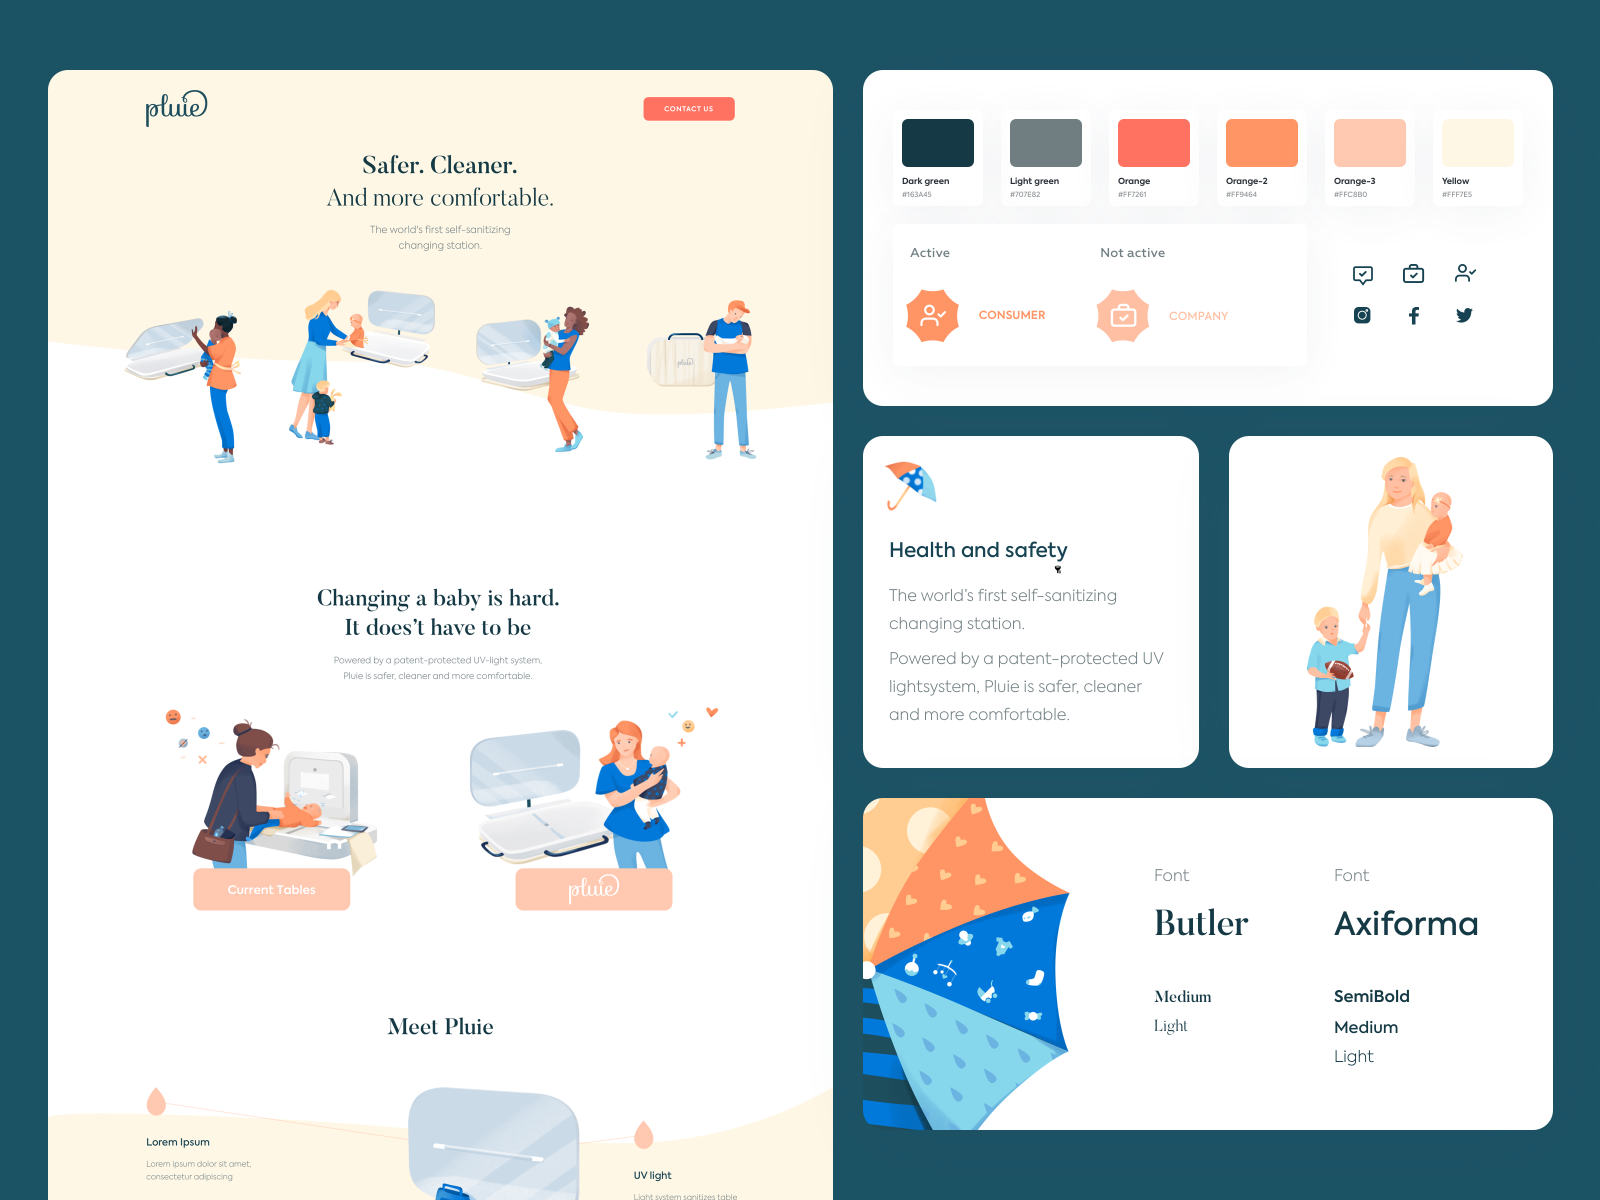 pluie
CONTACT US
Safer. Cleaner.
And more comfortable.
The world's first self-sanitizing
changing station.
pluie
Changing a baby is hard.
It does't have to be
Powered by a patent-protected UV-light system,
Pluie is safer, cleaner and more comfortable.
Current Tables
pluie
Meet Pluie
Lorem Ipsum
Lorem ipsum dolor sit amet,
consectetur adipiscing
UV light
Light system sanitizes table
Dark green
#163A45
Light green
#707E82
Orange
#FF7261
Orange-2
#FF9464
Orange-3
#FFC8B0
Yellow
#FFF7E5
Active
Not active
CONSUMER
COMPANY
Health and safety
The world's first self-sanitizing
changing station.
Powered by a patent-protected UV
lightsystem, Pluie is safer, cleaner
and more comfortable.
Font
Butler
Medium
Light
Font
Axiforma
SemiBold
Medium
Light